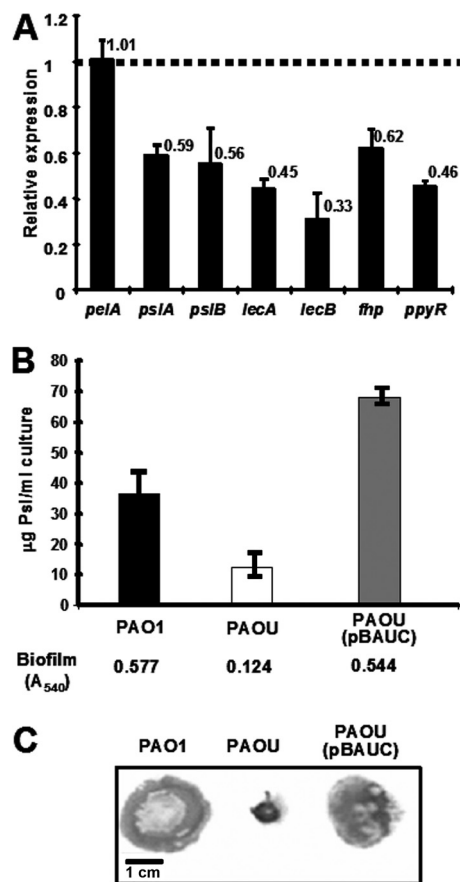 A
Relative expression
1.2
1
0.8
0.6
0.4
0.2
0
1.01
0.59
0.56
0.45
0.33
0.62
0.46
pelA pslA pslB lecA lecB fhp ppyR
B
µg Psl/ml culture
80
70
60
50
40
30
20
10
0
PAO1 PAOU PAOU
(pBAUC)
Biofilm
(A540)
0.577 0.124 0.544
C
PAO1 PAOU PAOU
(pBAUC)
1 cm